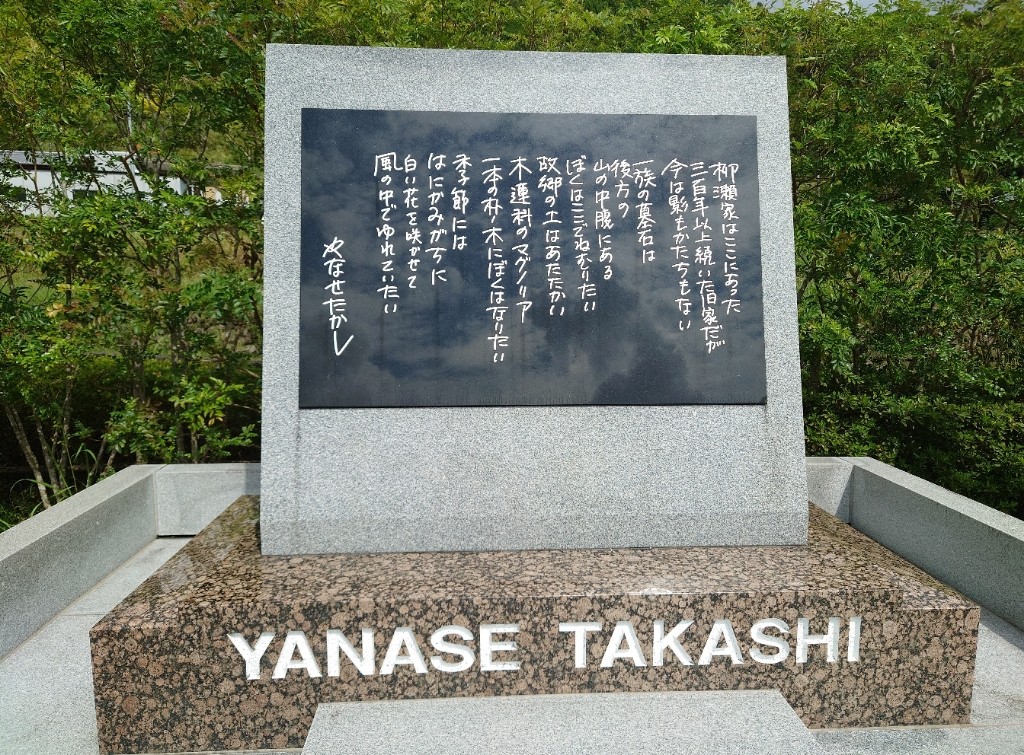 柳瀬家はここにあった
三百年以上続いた旧家だが
今は影もかたちもない
一族の墓石は
後方の
山の中腹にある
ぼくはここでねむりたい
故郷の土はあたたかい
木蓮科のマグノリア
一本の朴ノ木にぼくはなりたい
季節には
はにかみがちに
白い花を咲かせて
風の中でゆれていたい
やなせたかし
YANASE TAKASHI